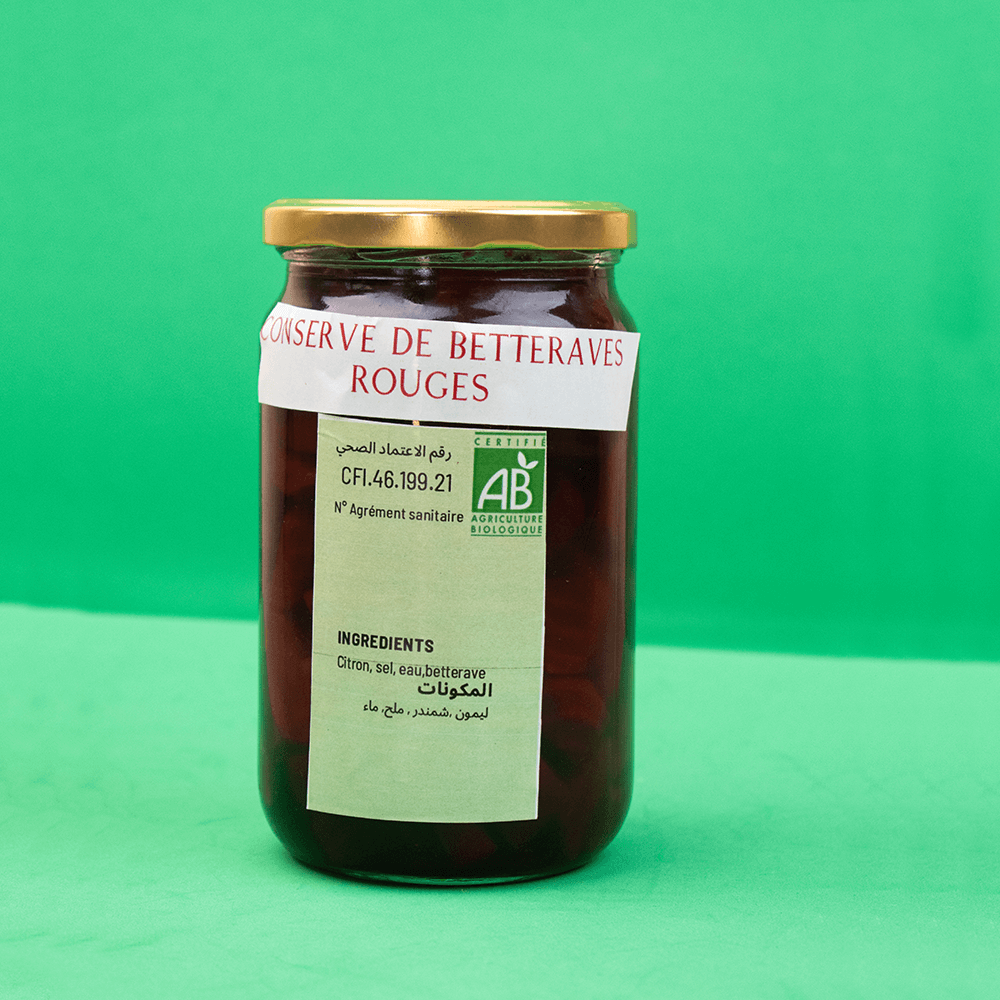 CONSERVE DE BETTERAVES
ROUGES
رقم الاعتماد الصحي
CFI.46.199.21
N° Agrément sanitaire
CERTIFIÉ
AB
AGRICULTURE
BIOLOGIQUE
INGREDIENTS
Citron, sel, eau,betterave
المكونات
ليمون ,شمندر , ملح, ماء